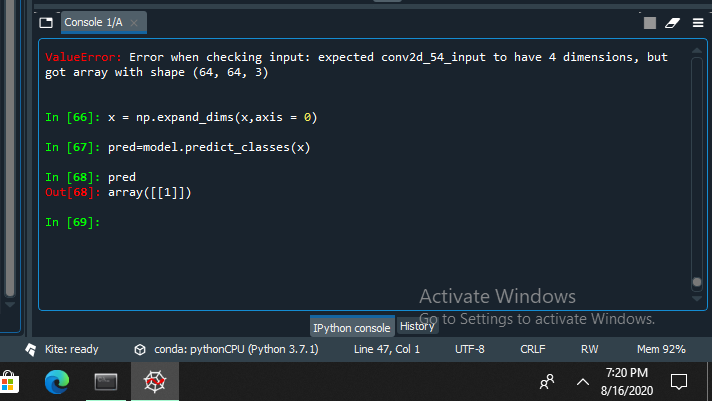 Console 1/A
ValueError: Error when checking input: expected conv2d_54_input to have 4 dimensions, but
got array with shape (64, 64, 3)
In [66]: x = np.expand_dims(x,axis = 0)
In [67]: pred=model.predict_classes(x)
In [68]: pred
Out[68]: array([[1]])
In [69]:
Activate Windows
Go to Settings to activate Windows.
IPython console History
Kite: ready conda: pythonCPU (Python 3.7.1) Line 47, Col 1 UTF-8 CRLF RW Mem 92%
7:20 PM
8/16/2020